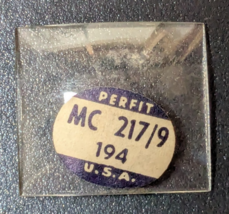 PERFIT
MC 217/9
194
U.S.A.